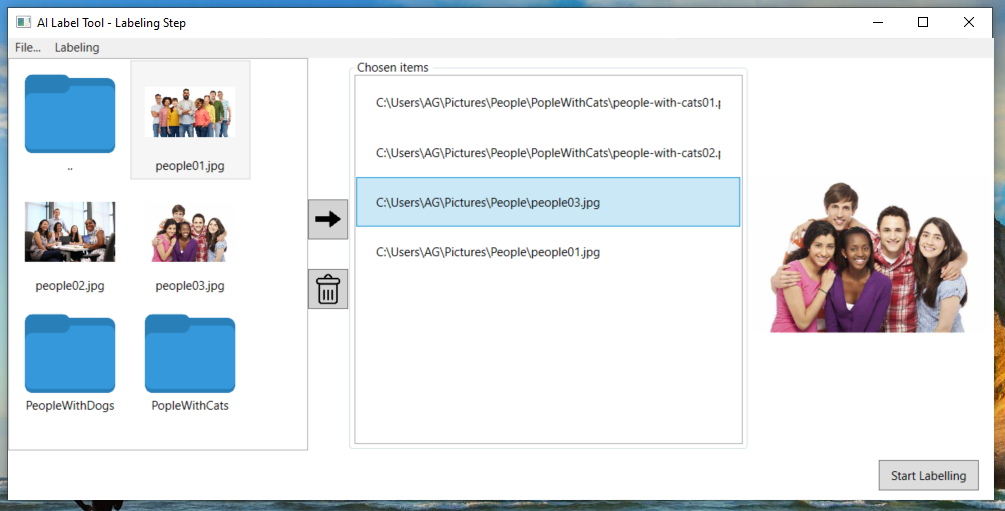 AI Label Tool - Labeling Step
File... Labeling
..
people01.jpg
people02.jpg
people03.jpg
PeopleWithDogs
PopleWithCats
Chosen items
C:\Users\AG\Pictures\People\PopleWithCats\people-with-cats01.
C:\Users\AG\Pictures\People\PopleWithCats\people-with-cats02.
C:\Users\AG\Pictures\People\people03.jpg
C:\Users\AG\Pictures\People\people01.jpg
Start Labelling